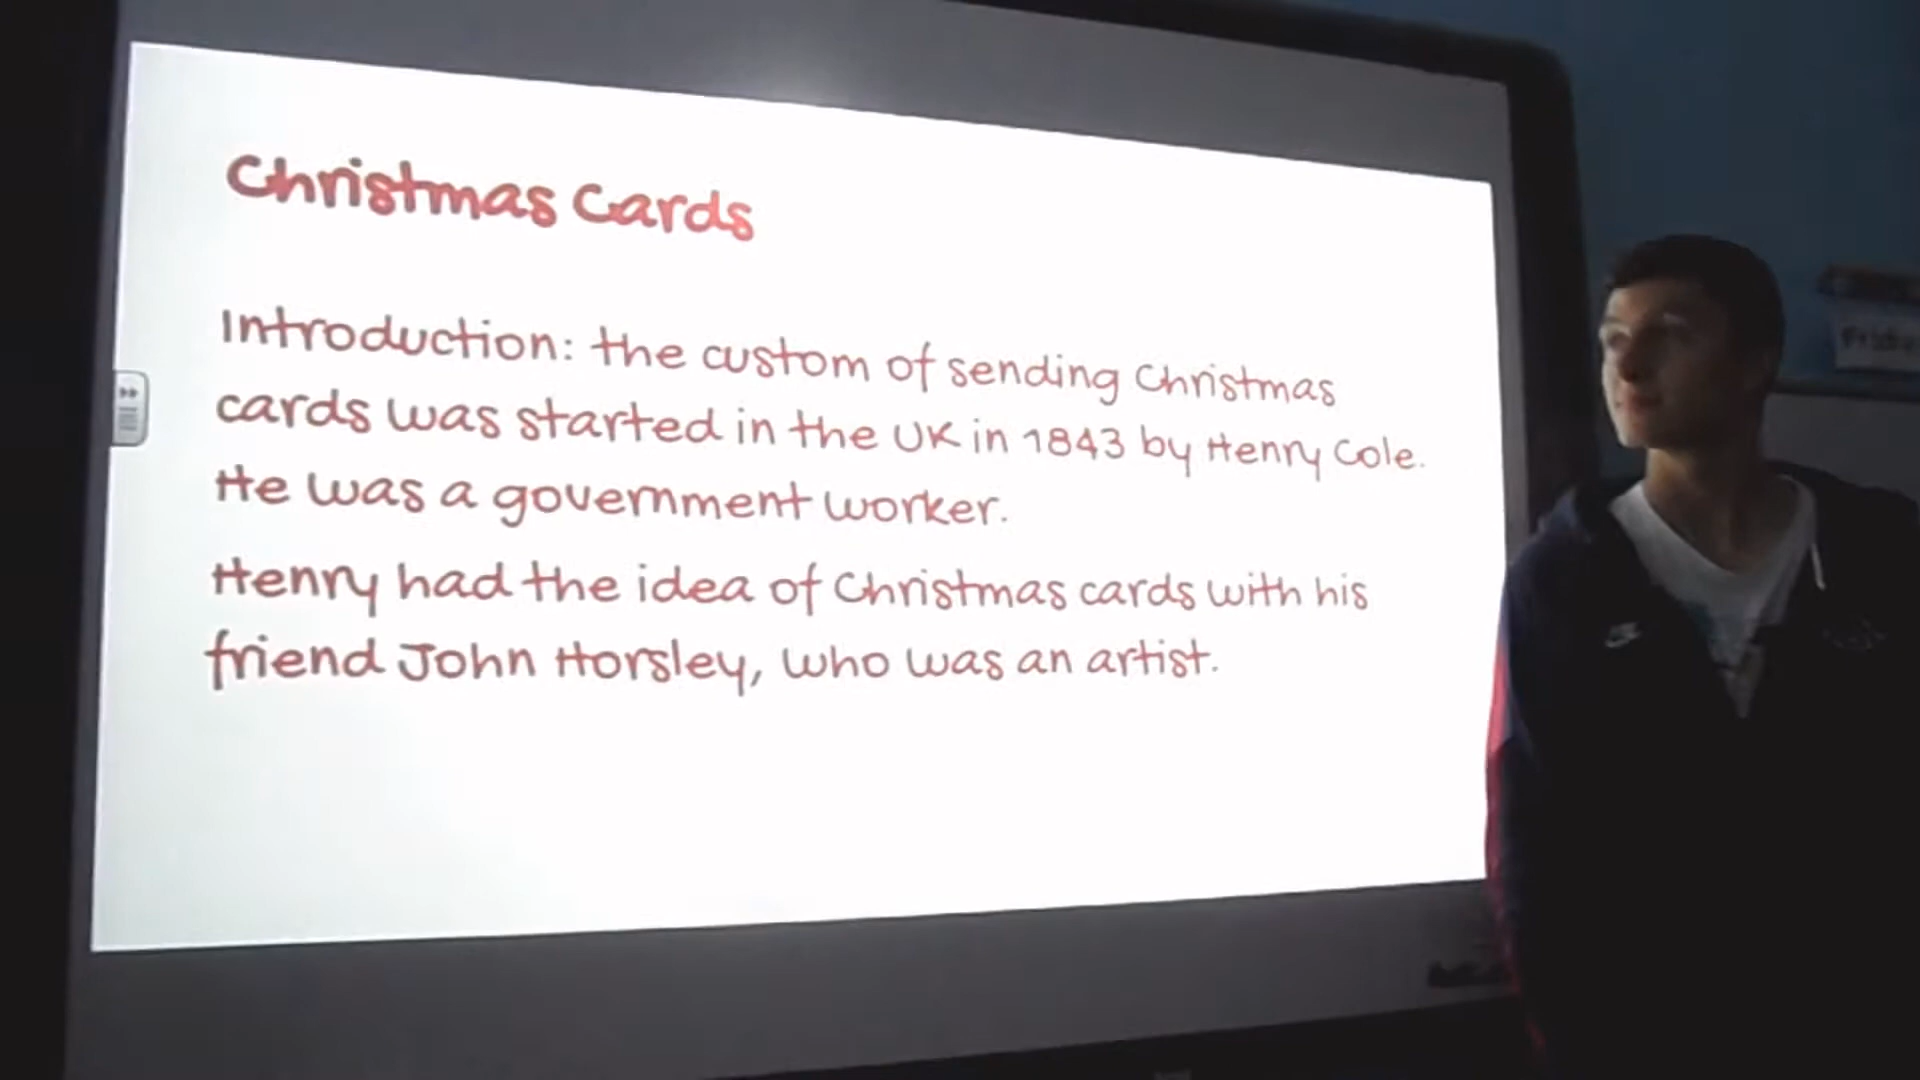 Christmas Cards
Introduction: the custom of sending Christmas
cards was started in the UK in 1843 by Henry Cole.
He was a government worker.
Henry had the idea of Christmas cards with his
friend John Horsley, who was an artist.